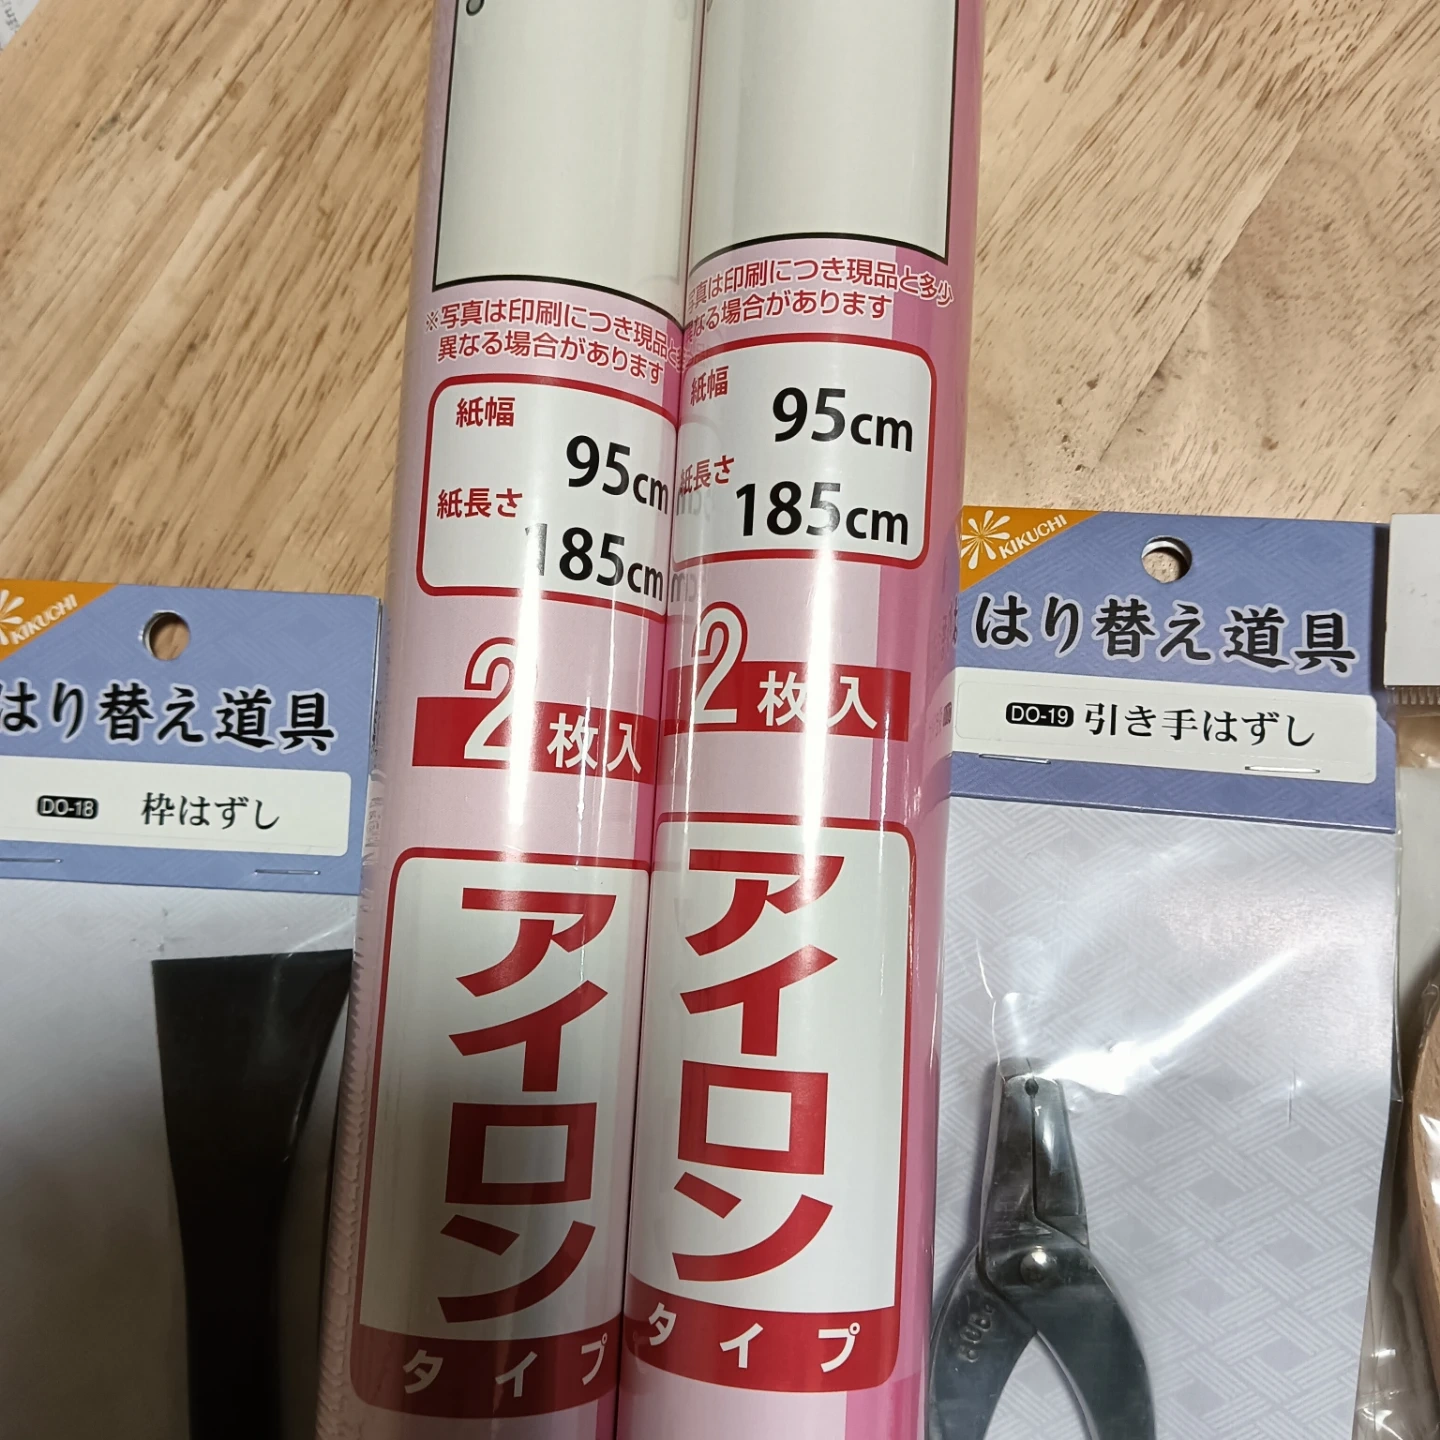 ※写真は印刷につき現品と多
異なる場合があります
紙幅
95cm
紙長さ
185cm
2枚入
アイロン
タイプ
写真は印刷につき現品と多少
異なる場合があります
紙幅
95cm
紙長さ
185cm
2枚入
アイロン
タイプ
KIKUCHI
はり替え道具
DO-18 枠はずし
KIKUCHI
はり替え道具
DO-19 引き手はずし